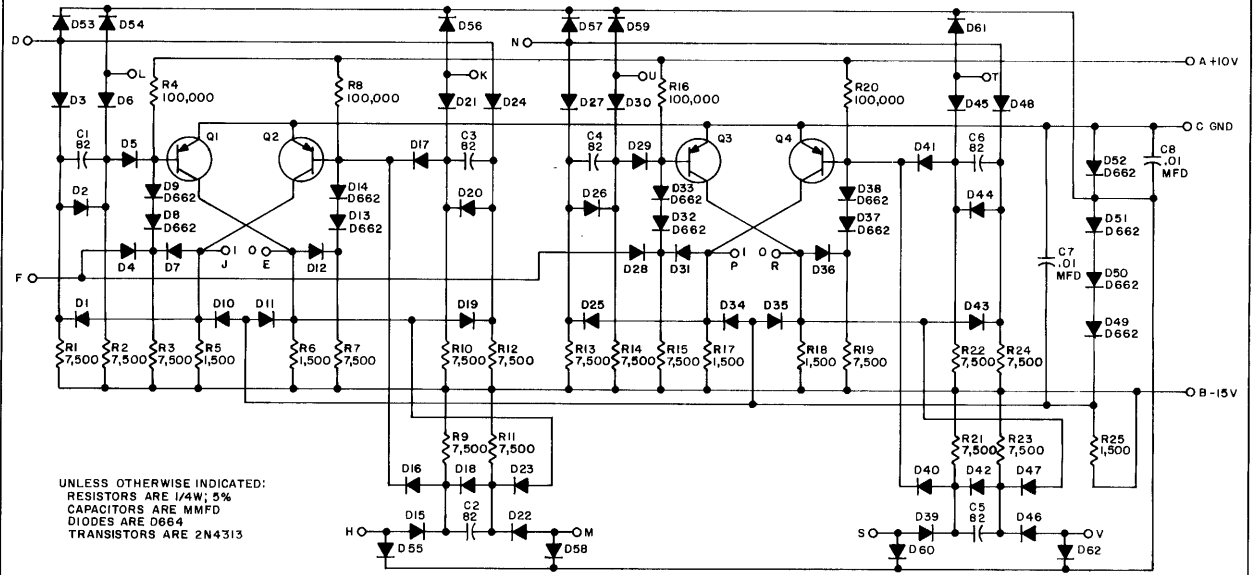 D53 D54 D56 D57 D59 D61
D N
L K U T
A +10V
R4
100,000
R8
100,000
R16
100,000
R20
100,000
D3 D6 D21 D24 D27 D30 D45 D48
C GND
C1
82
D5 Q1 Q2 D17
C3
82
C4
82
D29 Q3 Q4 D41
C6
82
D52
D662
C8
.01
MFD
D2
D9
D662
D14
D662
D20 D26
D33
D662
D38
D662
D44
D8
D662
D13
D662
D32
D662
D37
D662
D51
D662
F D4 D7 1 J 0 E D12 D28 D31 1 P 0 R D36
C7
.01
MFD
D50
D662
D1 D10 D11 D19 D25 D34 D35 D43
D49
D662
R1
7,500
R2
7,500
R3
7,500
R5
1,500
R6
1,500
R7
7,500
R10
7,500
R12
7,500
R13
7,500
R14
7,500
R15
7,500
R17
1,500
R18
1,500
R19
7,500
R22
7,500
R24
7,500
B -15V
R9
7,500
R11
7,500
R21
7,500
R23
7,500
R25
1,500
D16 D18 D23 D40 D42 D47
UNLESS OTHERWISE INDICATED:
RESISTORS ARE 1/4W; 5%
CAPACITORS ARE MMFD
DIODES ARE D664
TRANSISTORS ARE 2N4313
H D15
C2
82
D22 M S D39
C5
82
D46 V
D55 D58 D60 D62